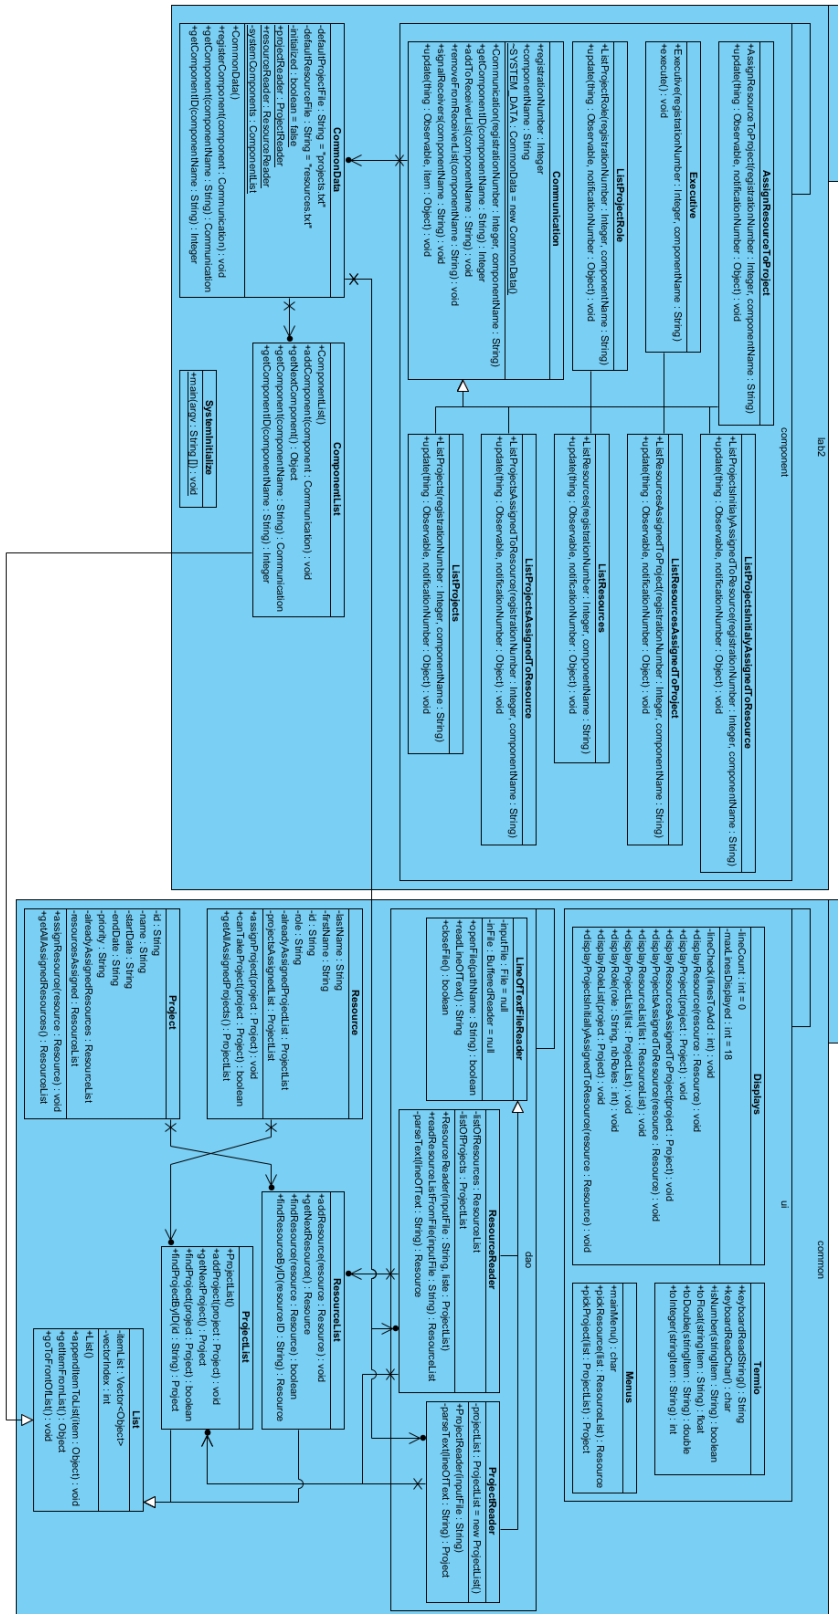 lab2
component
AssignResourceToProject
+AssignResourceToProject(registrationNumber : Integer, componentName : String)
+update(thing : Observable, notificationNumber : Object) : void
Executive
+Executive(registrationNumber : Integer, componentName : String)
+execute() : void
ListProjectRole
+ListProjectRole(registrationNumber : Integer, componentName : String)
+update(thing : Observable, notificationNumber : Object) : void
Communication
+registrationNumber : Integer
+componentName : String
~SYSTEM_DATA : CommonData = new CommonData()
+Communication(registrationNumber : Integer, componentName : String)
+getComponentID(componentName : String) : Integer
+addToReceiverList(componentName : String) : void
+removeFromReceiverList(componentName : String) : void
+signalReceivers(componentName : String) : void
+update(thing : Observable, item : Object) : void
ListProjectsInitialyAssignedToResource
+ListProjectsInitialyAssignedToResource(registrationNumber : Integer, componentName : String)
+update(thing : Observable, notificationNumber : Object) : void
ListResourcesAssignedToProject
+ListResourcesAssignedToProject(registrationNumber : Integer, componentName : String)
+update(thing : Observable, notificationNumber : Object) : void
ListResources
+ListResources(registrationNumber : Integer, componentName : String)
+update(thing : Observable, notificationNumber : Object) : void
ListProjectsAssignedToResource
+ListProjectsAssignedToResource(registrationNumber : Integer, componentName : String)
+update(thing : Observable, notificationNumber : Object) : void
ListProjects
+ListProjects(registrationNumber : Integer, componentName : String)
+update(thing : Observable, notificationNumber : Object) : void
CommonData
-defaultProjectFile : String = "projects.txt"
-defaultResourceFile : String = "resources.txt"
-initialized : boolean = false
+projectReader : ProjectReader
+resourceReader : ResourceReader
-systemComponents : ComponentList
+CommonData()
+registerComponent(component : Communication) : void
+getComponent(componentName : String) : Communication
+getComponentID(componentName : String) : Integer
ComponentList
+ComponentList()
+addComponent(component : Communication) : void
+getNextComponent() : Object
+getComponent(componentName : String) : Communication
+getComponentID(componentName : String) : Integer
SystemInitialize
+main(argv : String []) : void
common
ui
Displays
-lineCount : int = 0
-maxLinesDisplayed : int = 18
-lineCheck(linesToAdd : int) : void
+displayResource(resource : Resource) : void
+displayProject(project : Project) : void
+displayResourcesAssignedToProject(project : Project) : void
+displayProjectsAssignedToResource(resource : Resource) : void
+displayResourceList(list : ResourceList) : void
+displayProjectList(list : ProjectList) : void
+displayRole(role : String, nbRoles : int) : void
+displayRoleList(project : Project) : void
+displayProjectsInitiallyAssignedToResource(resource : Resource) : void
Termio
+keyboardReadString() : String
+keyboardReadChar() : char
+isNumber(stringItem : String) : boolean
+toFloat(stringItem : String) : float
+toDouble(stringItem : String) : double
+toInteger(stringItem : String) : int
Menus
+mainMenu() : char
+pickResource(list : ResourceList) : Resource
+pickProject(list : ProjectList) : Project
dao
LineOfTextFileReader
-inputFile : File = null
-inFile : BufferedReader = null
+openFile(pathName : String) : boolean
+readLineOfText() : String
+closeFile() : boolean
ResourceReader
-listOfResources : ResourceList
-listOfProjects : ProjectList
+ResourceReader(inputFile : String, liste : ProjectList)
+readResourceListFromFile(inputFile : String) : ResourceList
-parseText(lineOfText : String) : Resource
ProjectReader
-projectList : ProjectList = new ProjectList()
+ProjectReader(inputFile : String)
-parseText(lineOfText : String) : Project
Resource
-lastName : String
-firstName : String
-id : String
-role : String
-alreadyAssignedProjectList : ProjectList
-projectsAssignedList : ProjectList
+assignProject(project : Project) : void
+canTakeProject(project : Project) : boolean
+getAllAssignedProjects() : ProjectList
ResourceList
+addResource(resource : Resource) : void
+getNextResource() : Resource
+findResource(resource : Resource) : boolean
+findResourceByID(resourceID : String) : Resource
Project
-id : String
-name : String
-startDate : String
-endDate : String
-priority : String
-alreadyAssignedResources : ResourceList
-resourcesAssigned : ResourceList
+assignResource(resource : Resource) : void
+getAllAssignedResources() : ResourceList
ProjectList
+ProjectList()
+addProject(project : Project) : void
+getNextProject() : Project
+findProject(project : Project) : boolean
+findProjectByID(id : String) : Project
List
-itemList : Vector<Object>
-vectorIndex : int
+List()
+appendItemToList(item : Object) : void
+getItemFromList() : Object
+goToFrontOfList() : void